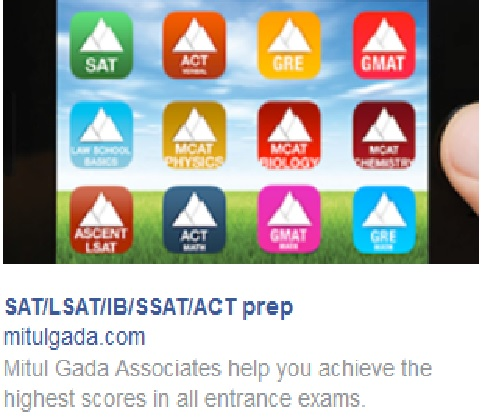 SAT
ACT
VERBAL
GRE
GMAT
LAW SCHOOL
BASICS
MCAT
PHYSICS
MCAT
BIOLOGY
MCAT
CHEMISTRY
ASCENT
LSAT
ACT
MATH
GMAT
MATH
GRE
MATH
SAT/LSAT/IB/SSAT/ACT prep
mitulgada.com
Mitul Gada Associates help you achieve the
highest scores in all entrance exams.